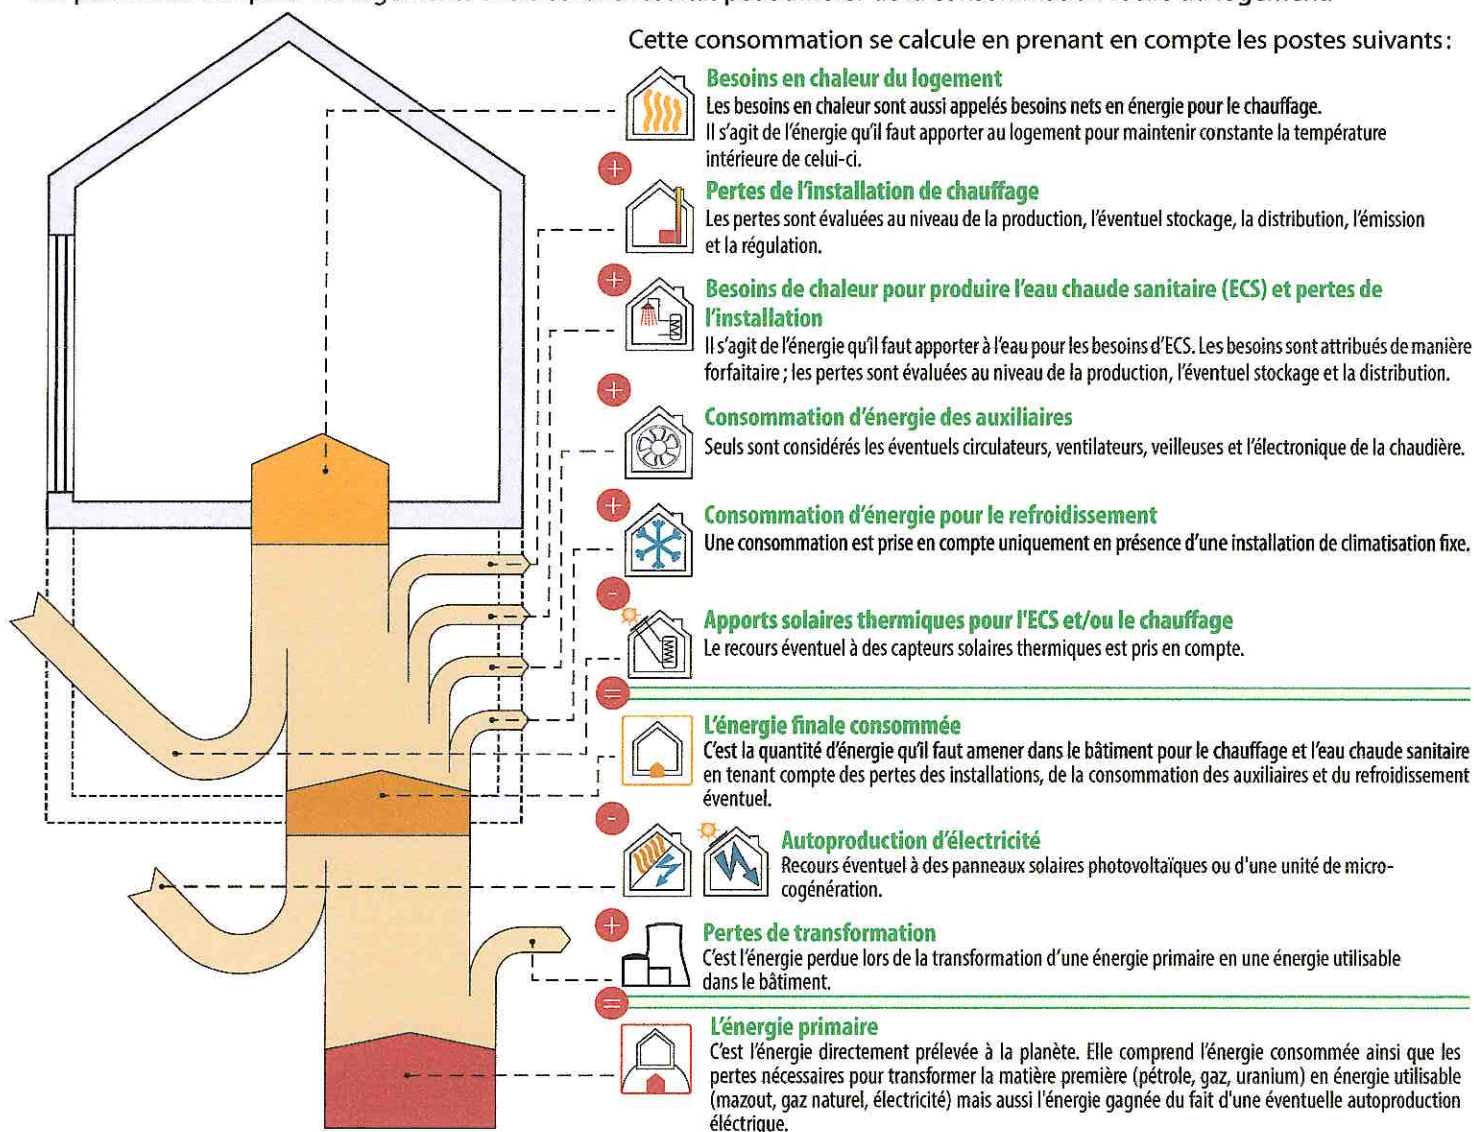 Cette consommation se calcule en prenant en compte les postes suivants :
Besoins en chaleur du logement
Les besoins en chaleur sont aussi appelés besoins nets en énergie pour le chauffage.
Il s'agit de l'énergie qu'il faut apporter au logement pour maintenir constante la température
intérieure de celui-ci.
+
Pertes de l'installation de chauffage
Les pertes sont évaluées au niveau de la production, l'éventuel stockage, la distribution, l'émission
et la régulation.
+
Besoins de chaleur pour produire l'eau chaude sanitaire (ECS) et pertes de
l'installation
Il s'agit de l'énergie qu'il faut apporter à l'eau pour les besoins d'ECS. Les besoins sont attribués de manière
forfaitaire ; les pertes sont évaluées au niveau de la production, l'éventuel stockage et la distribution.
+
Consommation d'énergie des auxiliaires
Seuls sont considérés les éventuels circulateurs, ventilateurs, veilleuses et l'électronique de la chaudière.
+
Consommation d'énergie pour le refroidissement
Une consommation est prise en compte uniquement en présence d'une installation de climatisation fixe.
-
Apports solaires thermiques pour l'ECS et/ou le chauffage
Le recours éventuel à des capteurs solaires thermiques est pris en compte.
=
L'énergie finale consommée
C'est la quantité d'énergie qu'il faut amener dans le bâtiment pour le chauffage et l'eau chaude sanitaire
en tenant compte des pertes des installations, de la consommation des auxiliaires et du refroidissement
éventuel.
-
Autoproduction d'électricité
Recours éventuel à des panneaux solaires photovoltaïques ou d'une unité de micro-
cogénération.
+
Pertes de transformation
C'est l'énergie perdue lors de la transformation d'une énergie primaire en une énergie utilisable
dans le bâtiment.
=
L'énergie primaire
C'est l'énergie directement prélevée à la planète. Elle comprend l'énergie consommée ainsi que les
pertes nécessaires pour transformer la matière première (pétrole, gaz, uranium) en énergie utilisable
(mazout, gaz naturel, électricité) mais aussi l'énergie gagnée du fait d'une éventuelle autoproduction
éléctrique.